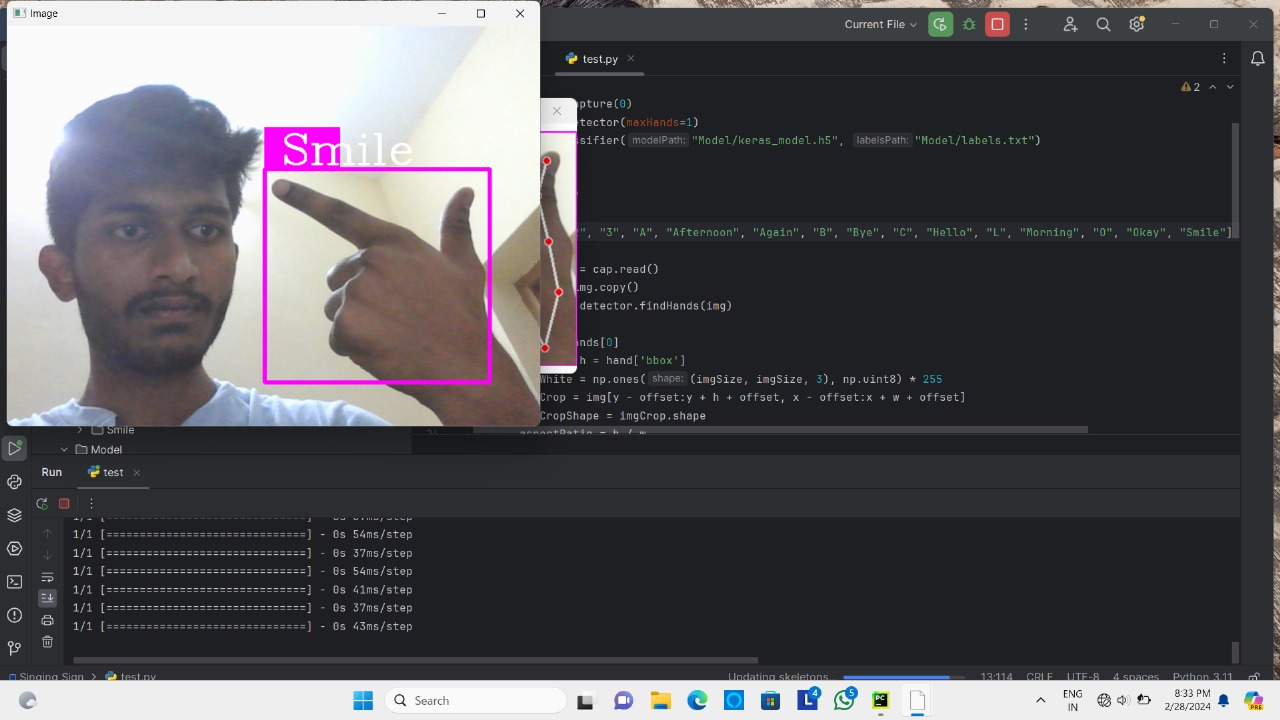 Image
Current File
test.py
2
Smile
pture(0)
etector(maxHands=1)
ssifier( modelPath: "Model/keras_model.h5", labelsPath: "Model/labels.txt")
", "3", "A", "Afternoon", "Again", "B", "Bye", "C", "Hello", "L", "Morning", "O", "Okay", "Smile"]
= cap.read()
mg.copy()
detector.findHands(img)
nds[0]
h = hand['bbox']
White = np.ones( shape: (imgSize, imgSize, 3), np.uint8) * 255
Crop = img[y - offset:y + h + offset, x - offset:x + w + offset]
CropShape = imgCrop.shape
aspectRatio = h / w
Smile
Model
Run
test
1/1 [==============================] - 0s 54ms/step
1/1 [==============================] - 0s 37ms/step
1/1 [==============================] - 0s 54ms/step
1/1 [==============================] - 0s 41ms/step
1/1 [==============================] - 0s 37ms/step
1/1 [==============================] - 0s 43ms/step
Singing Sign > test.py
Updating skeletons...
13:114 CRLF UTF-8 4 spaces Python 3.11
Search
4
5
PRE
ENG
IN
8:33 PM
2/28/2024